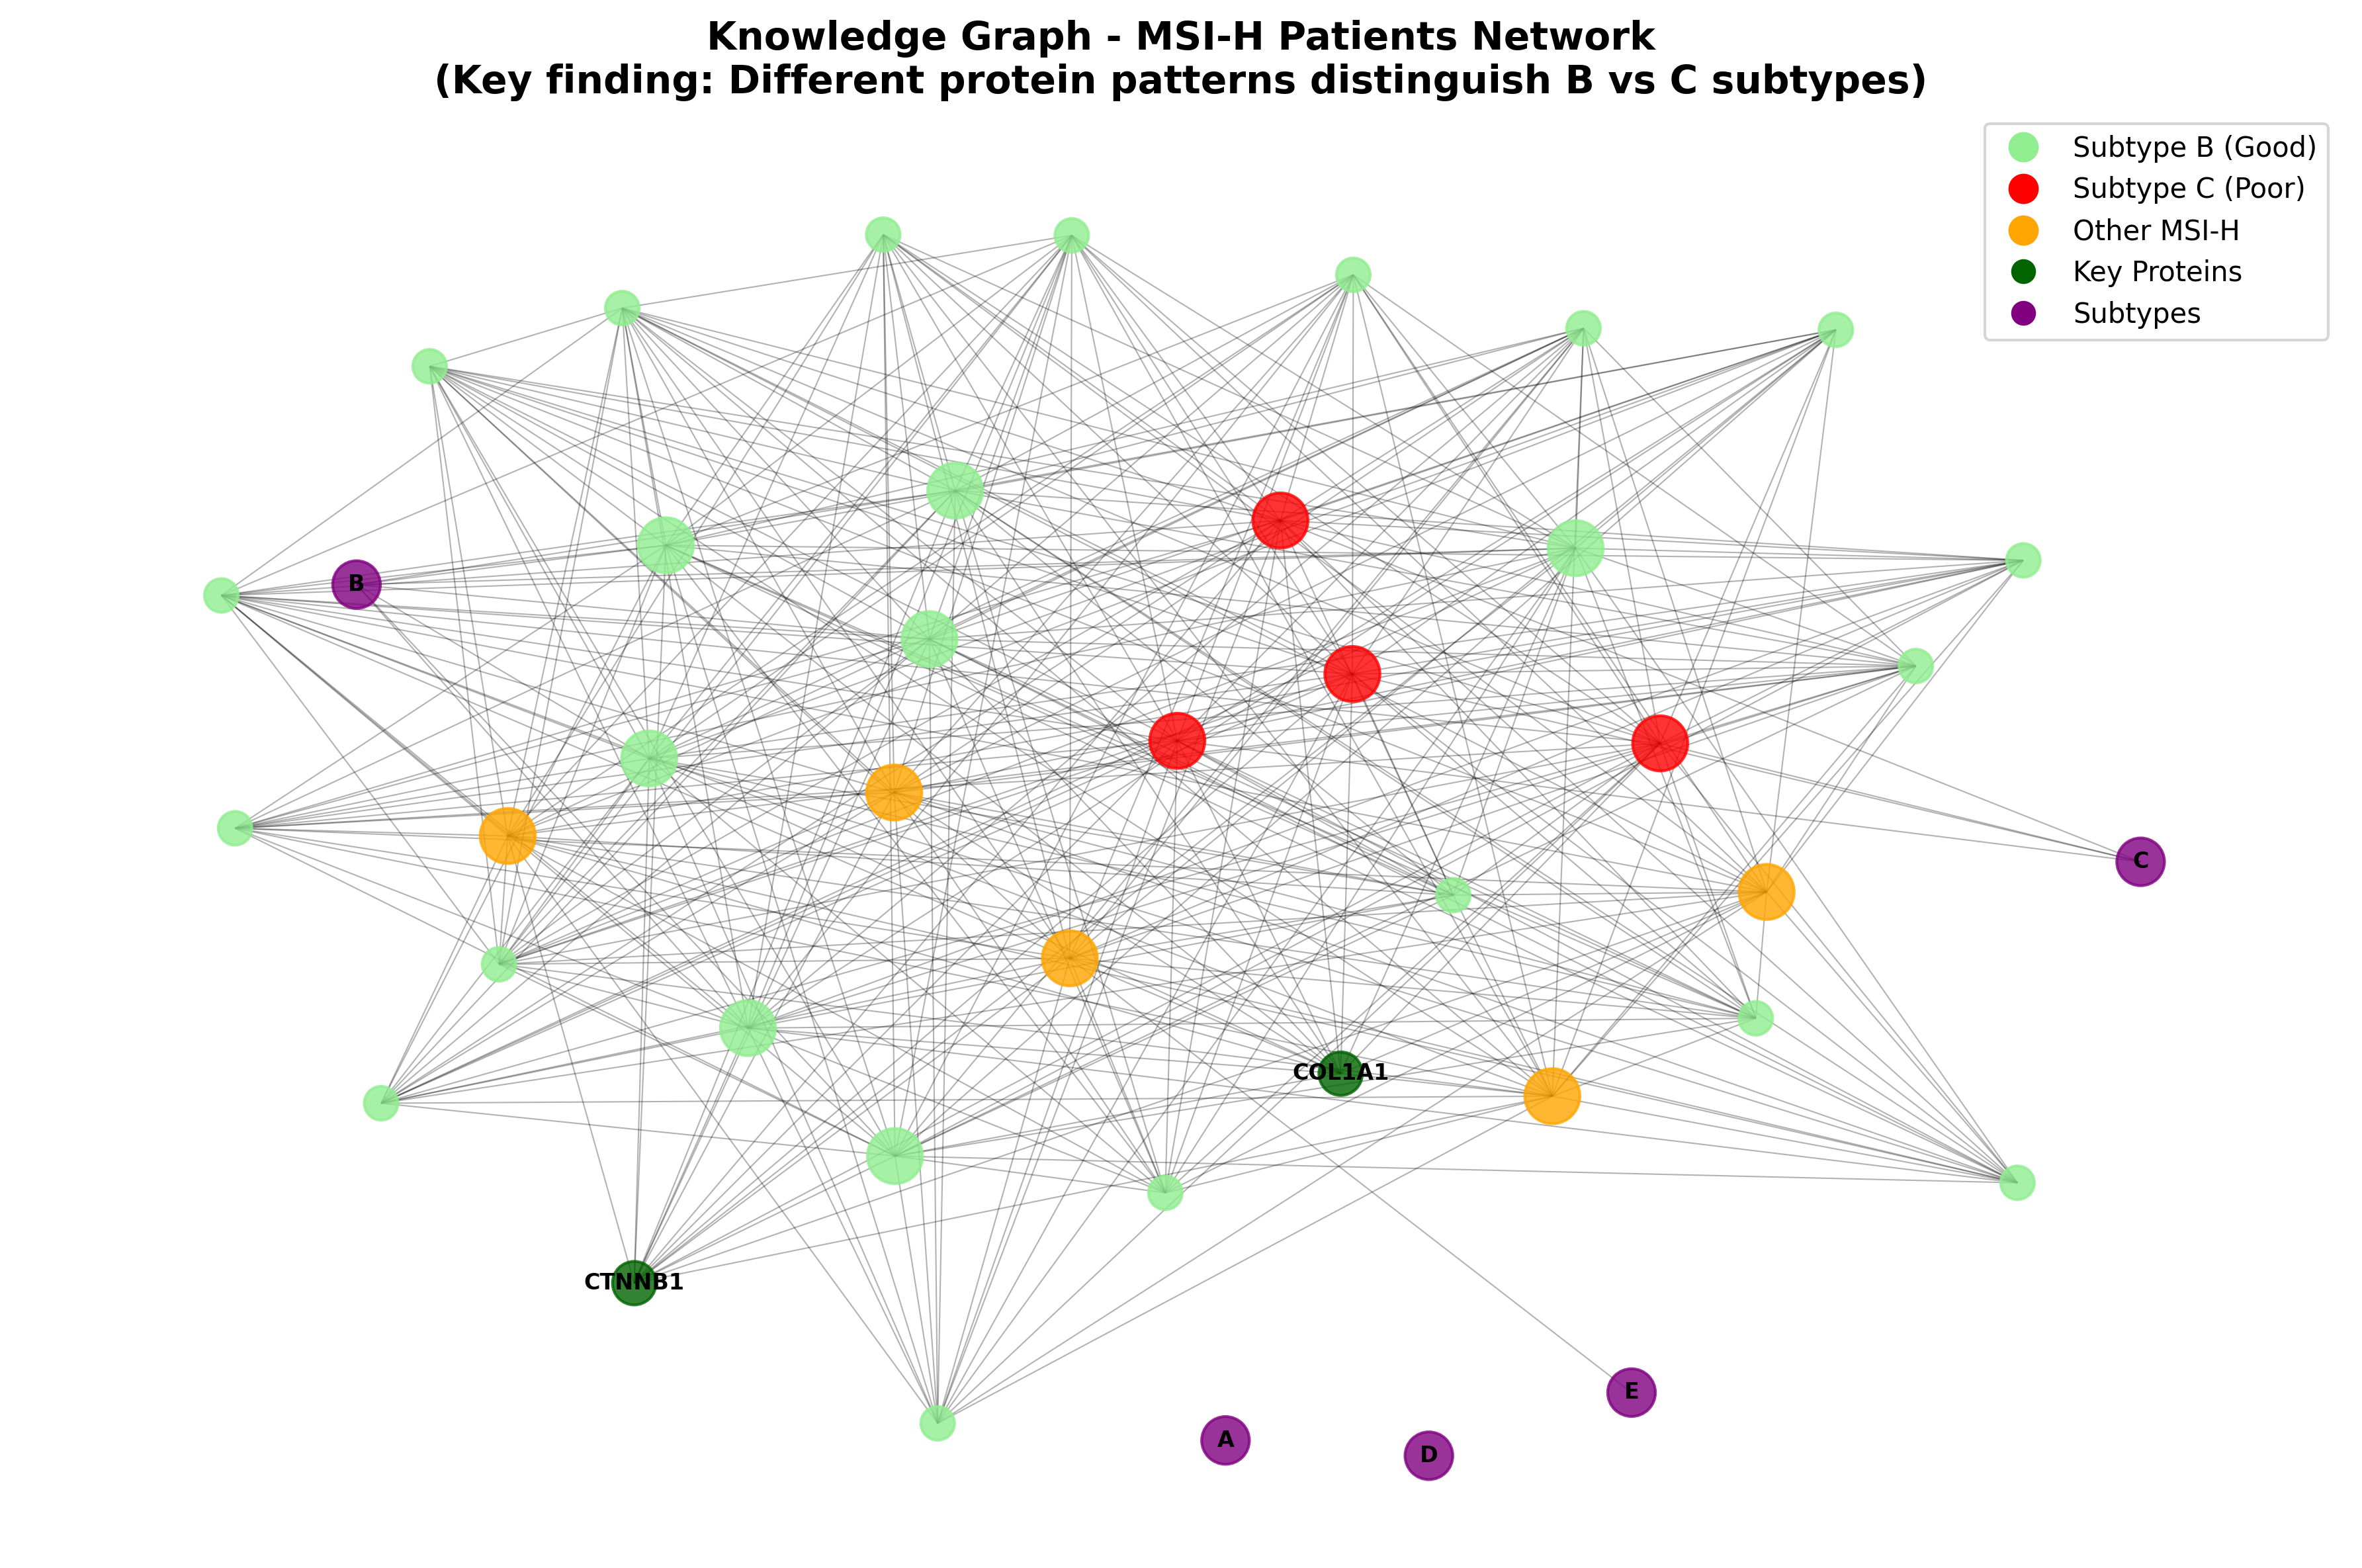 Knowledge Graph - MSI-H Patients Network
(Key finding: Different protein patterns distinguish B vs C subtypes)
Subtype B (Good)
Subtype C (Poor)
Other MSI-H
Key Proteins
Subtypes
B
C
COL1A1
CTNNB1
E
A
D